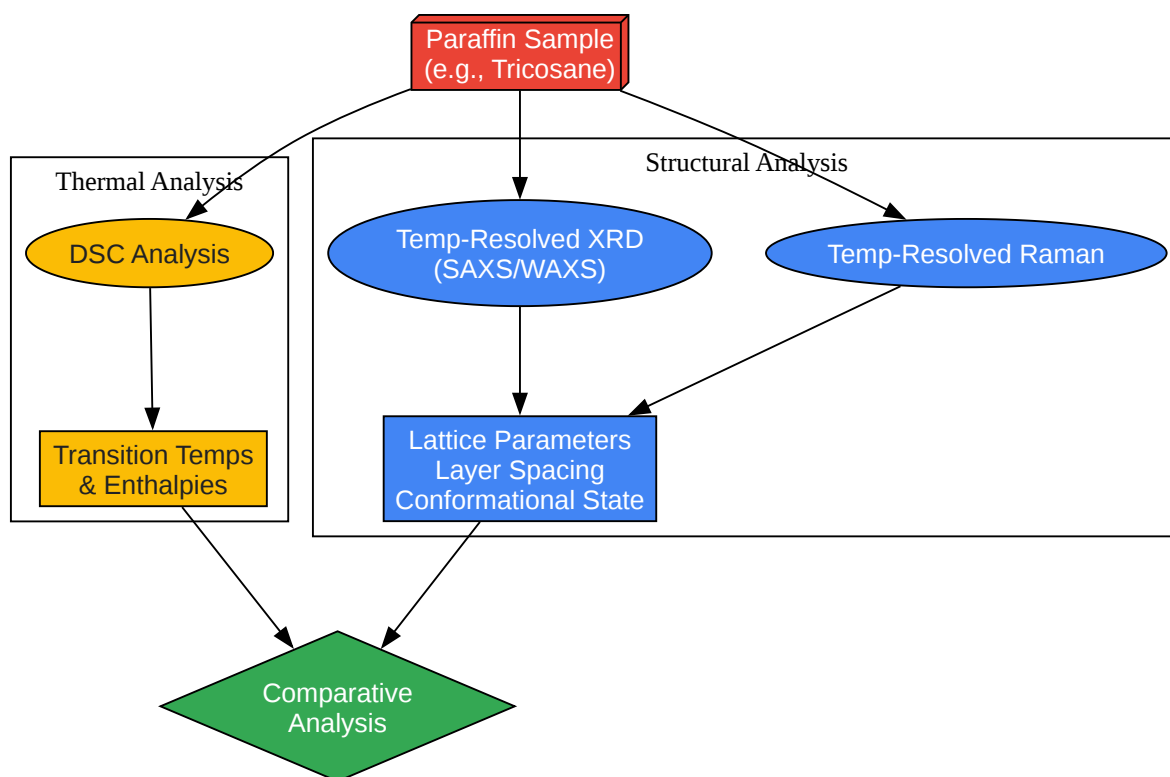 Paraffin Sample
(e.g., Tricosane)
Structural Analysis
Thermal Analysis
DSC Analysis
Temp-Resolved XRD
(SAXS/WAXS)
Temp-Resolved Raman
Transition Temps
& Enthalpies
Lattice Parameters
Layer Spacing
Conformational State
Comparative
Analysis